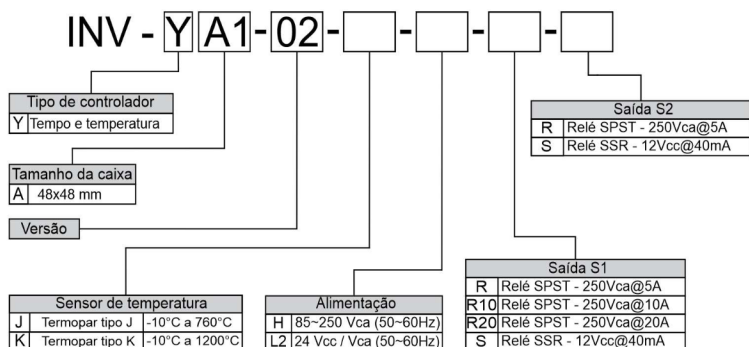 INV - Y A1 - 02 - - - -
Tipo de controlador
Y Tempo e temperatura
Tamanho da caixa
A 48x48 mm
Versão
Sensor de temperatura
J Termopar tipo J -10°C a 760°C
K Termopar tipo K -10°C a 1200°C
Alimentação
H 85~250 Vca (50~60Hz)
L2 24 Vcc / Vca (50~60Hz)
Saída S1
R Relé SPST - 250Vca@5A
R10 Relé SPST - 250Vca@10A
R20 Relé SPST - 250Vca@20A
S Relé SSR - 12Vcc@40mA
Saída S2
R Relé SPST - 250Vca@5A
S Relé SSR - 12Vcc@40mA